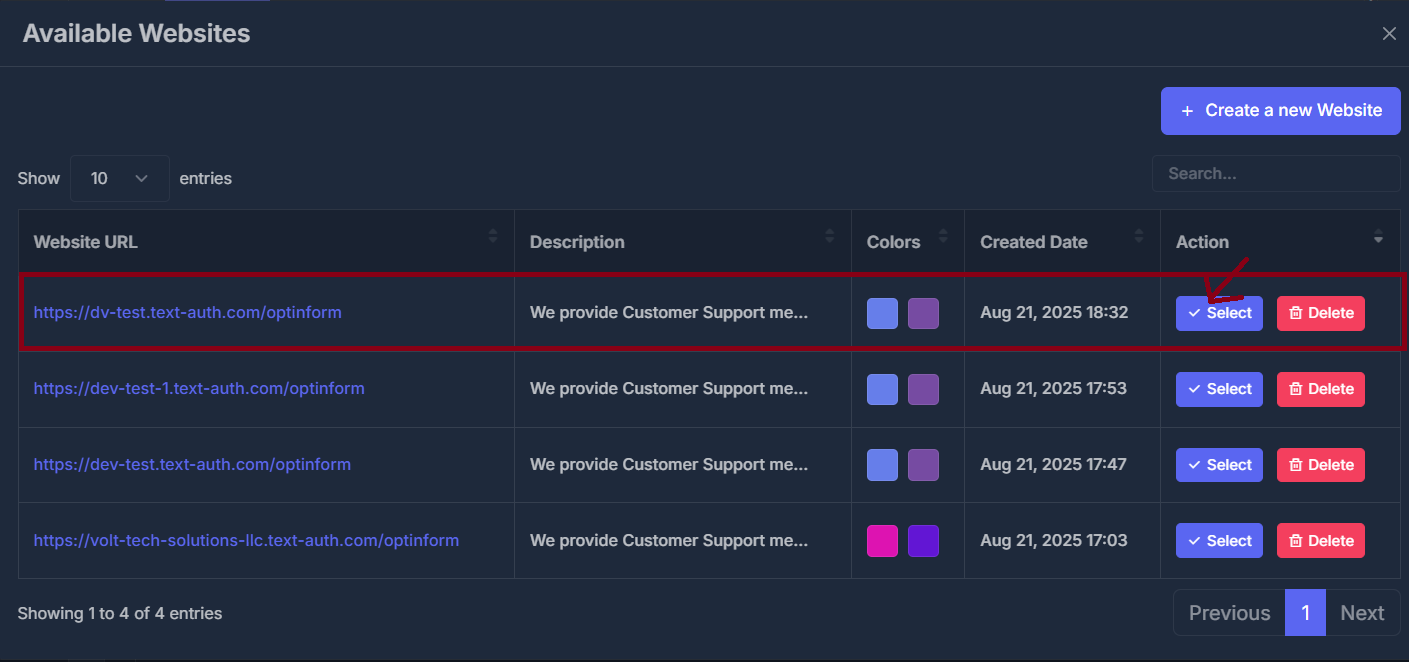 Available Websites
+ Create a new Website
Show 10 entries
Search...
Website URL Description Colors Created Date Action
https://dv-test.text-auth.com/optinform We provide Customer Support me... Aug 21, 2025 18:32 Select Delete
https://dev-test-1.text-auth.com/optinform We provide Customer Support me... Aug 21, 2025 17:53 Select Delete
https://dev-test.text-auth.com/optinform We provide Customer Support me... Aug 21, 2025 17:47 Select Delete
https://volt-tech-solutions-llc.text-auth.com/optinform We provide Customer Support me... Aug 21, 2025 17:03 Select Delete
Showing 1 to 4 of 4 entries
Previous 1 Next